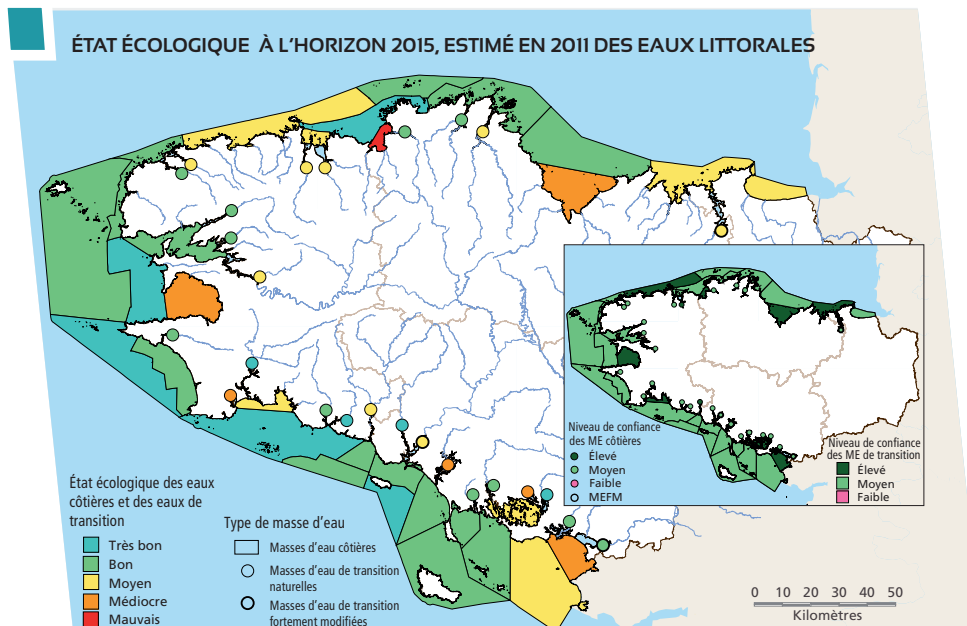 ÉTAT ÉCOLOGIQUE À L'HORIZON 2015, ESTIMÉ EN 2011 DES EAUX LITTORALES
État écologique des eaux
côtières et des eaux de
transition
Très bon
Bon
Moyen
Médiocre
Mauvais
Type de masse d'eau
Masses d'eau côtières
Masses d'eau de transition
naturelles
Masses d'eau de transition
fortement modifiées
Niveau de confiance
des ME côtières
Élevé
Moyen
Faible
MEFM
Niveau de confiance
des ME de transition
Élevé
Moyen
Faible
0 10 20 30 40 50
Kilomètres